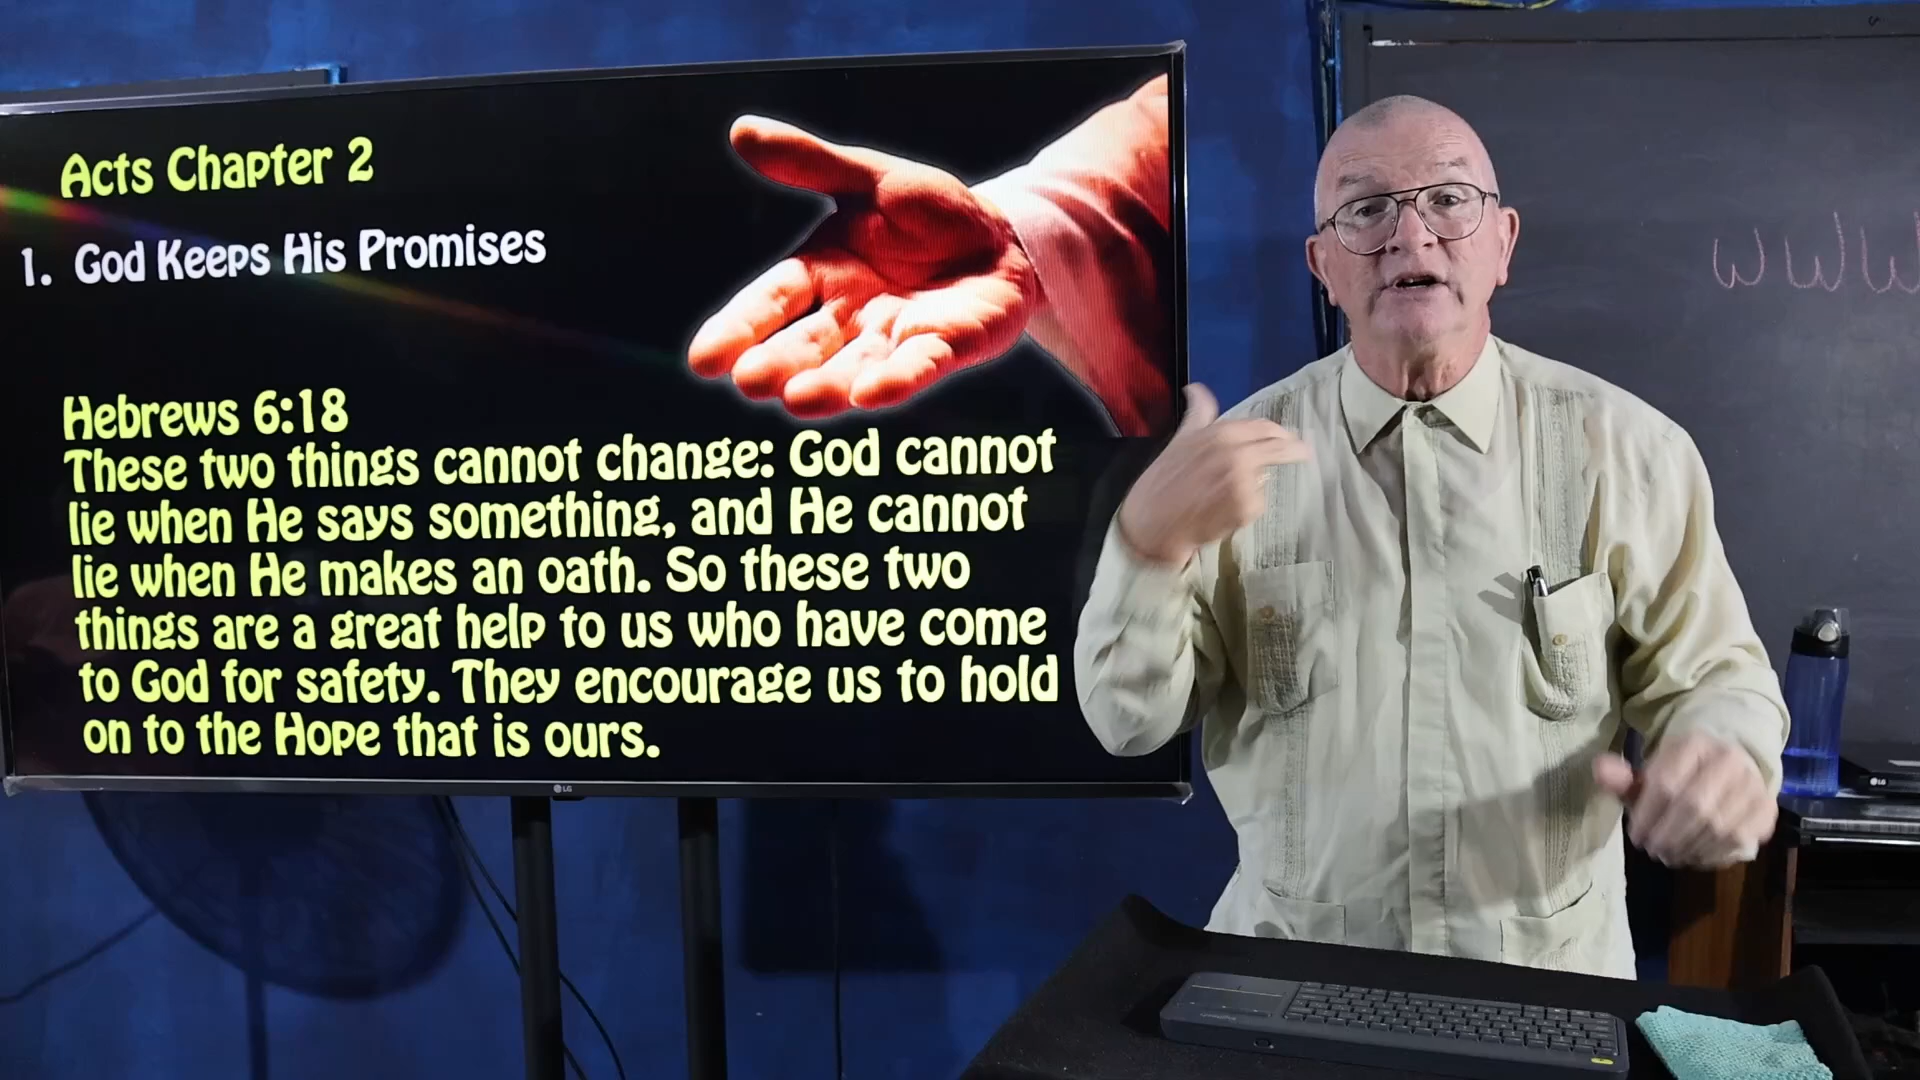 Acts Chapter 2
1. God Keeps His Promises
Hebrews 6:18
These two things cannot change: God cannot
lie when He says something, and He cannot
lie when He makes an oath. So these two
things are a great help to us who have come
to God for safety. They encourage us to hold
on to the Hope that is ours.
LG
www
LG